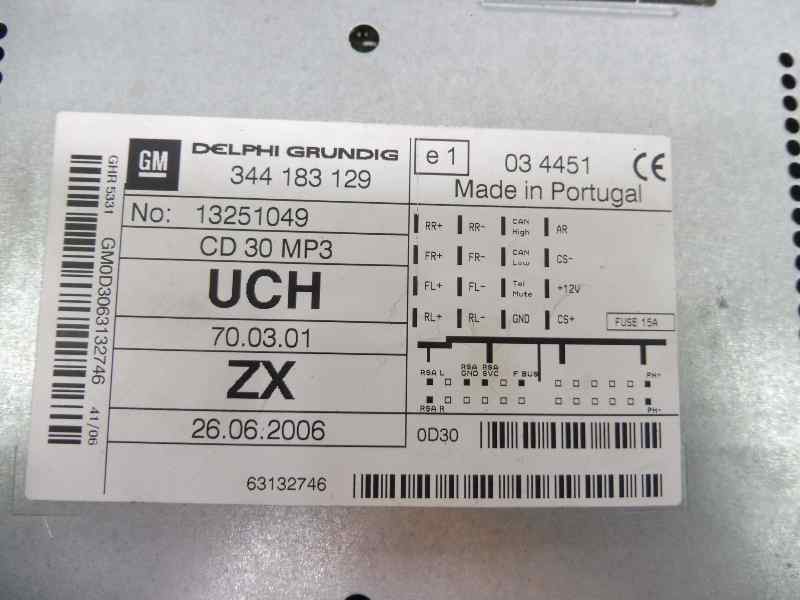 GHR 5331
GM0D3063132746
41/06
GM
DELPHI GRUNDIG
344 183 129
No: 13251049
CD 30 MP3
UCH
70.03.01
ZX
26.06.2006
63132746
e1 03 4451 CE
Made in Portugal
RR+ RR- CAN High AR
FR+ FR- CAN Low CS-
FL+ FL- Tel Mute +12V
RL+ RL- GND CS+ FUSE 15A
RSA L RSA GND RSA SVC F BUS PH-
RSA R PH-
0D30